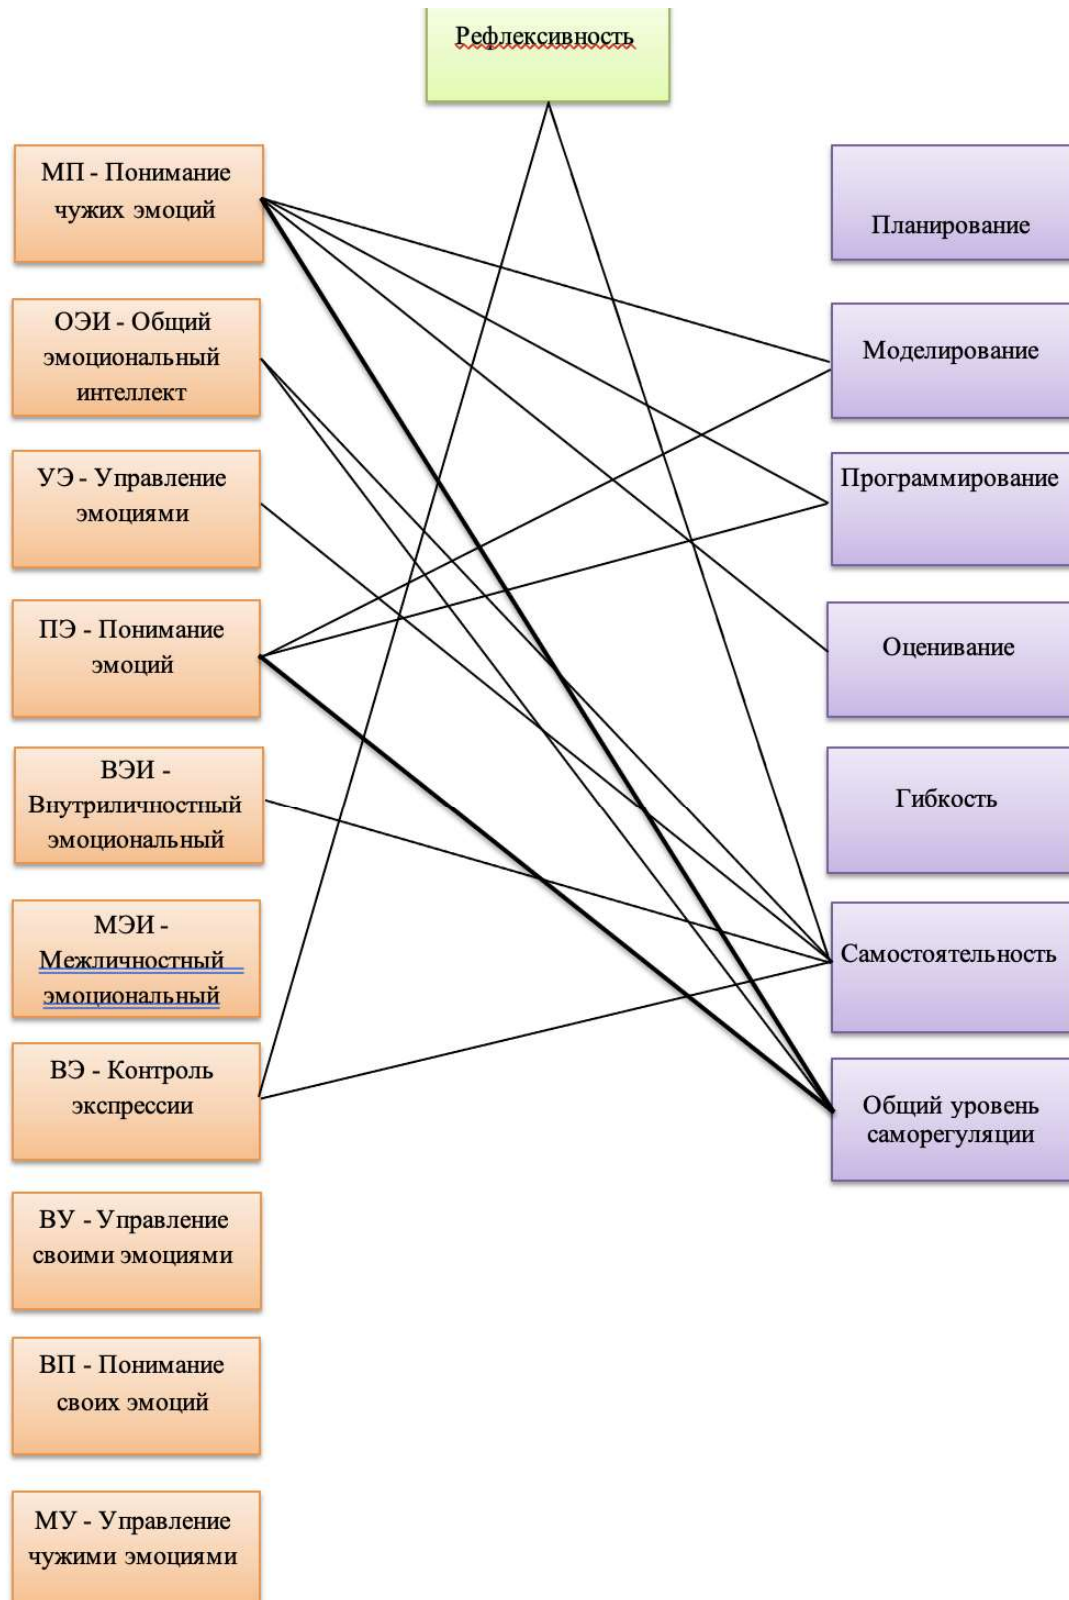 Рефлексивность
МП - Понимание
чужих эмоций
ОЭИ - Общий
эмоциональный
интеллект
УЭ - Управление
эмоциями
ПЭ - Понимание
эмоций
ВЭИ -
Внутриличностный
эмоциональный
МЭИ -
Межличностный
эмоциональный
ВЭ - Контроль
экспрессии
ВУ - Управление
своими эмоциями
ВП - Понимание
своих эмоций
МУ - Управление
чужими эмоциями
Планирование
Моделирование
Программирование
Оценивание
Гибкость
Самостоятельность
Общий уровень
саморегуляции